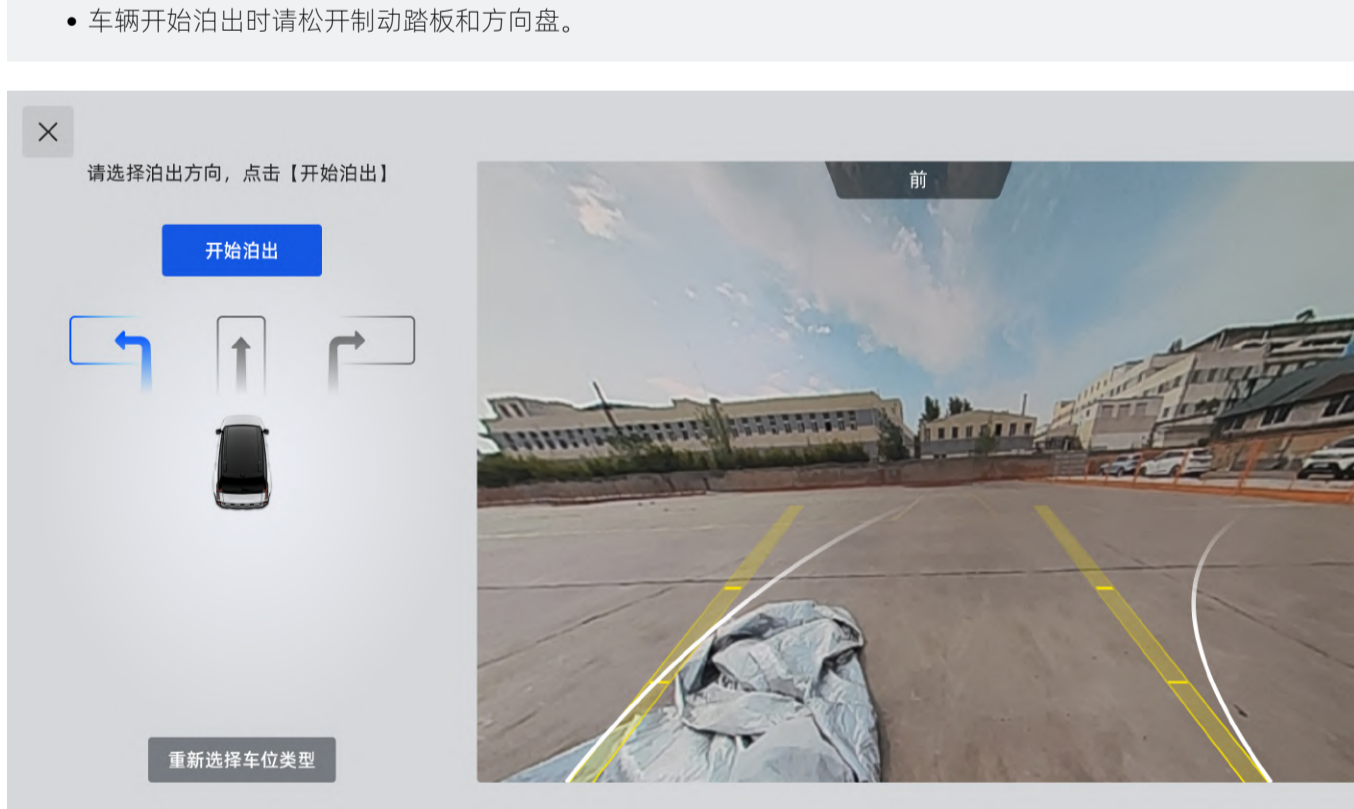 • 车辆开始泊出时请松开制动踏板和方向盘。
请选择泊出方向，点击【开始泊出】
前
开始泊出
重新选择车位类型